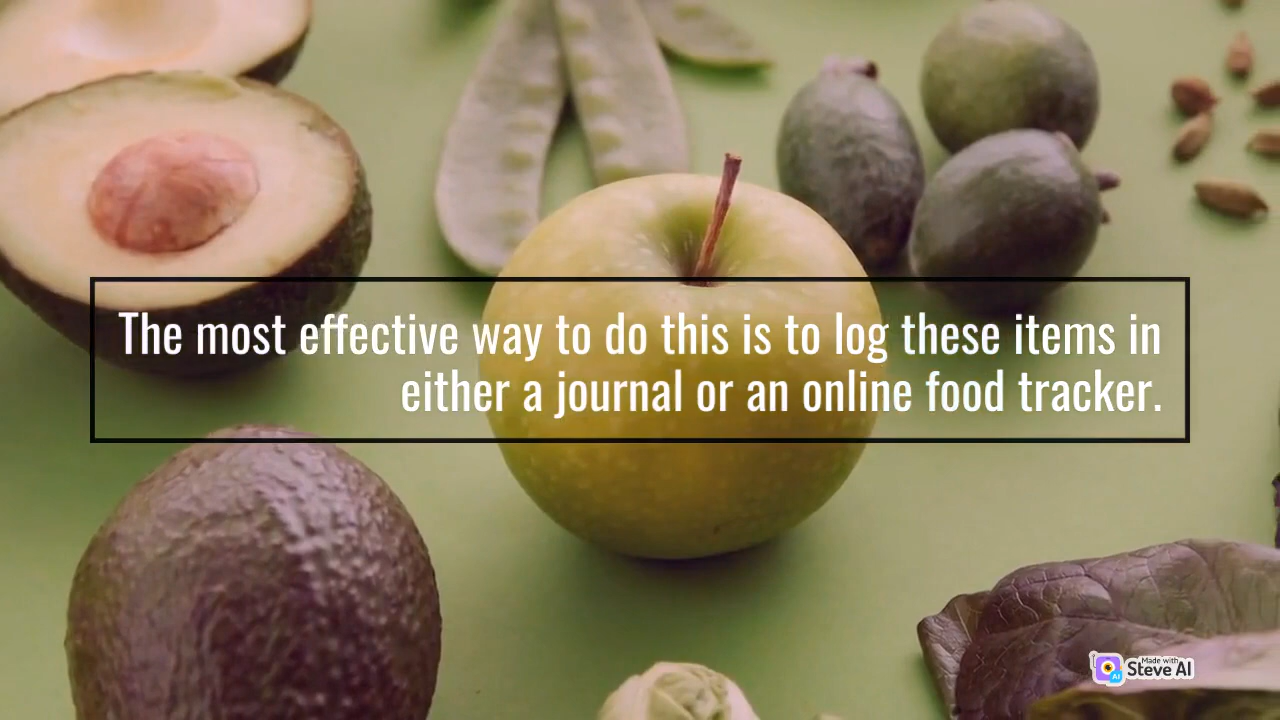 The most effective way to do this is to log these items in
either a journal or an online food tracker.
Made with
Steve AI
AI